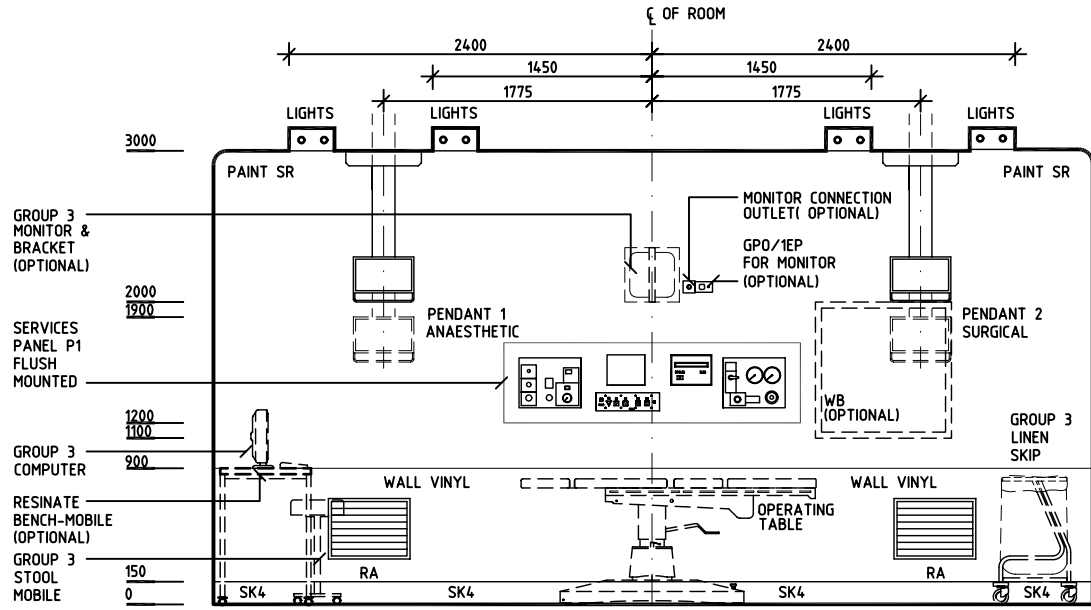 ℄ OF ROOM
2400
2400
1450
1450
1775
1775
LIGHTS
LIGHTS
LIGHTS
LIGHTS
3000
PAINT SR
PAINT SR
GROUP 3
MONITOR &
BRACKET
(OPTIONAL)
MONITOR CONNECTION
OUTLET( OPTIONAL)
GPO/1EP
FOR MONITOR
(OPTIONAL)
2000
1900
PENDANT 1
ANAESTHETIC
PENDANT 2
SURGICAL
SERVICES
PANEL P1
FLUSH
MOUNTED
WB
(OPTIONAL)
1200
1100
GROUP 3
LINEN
SKIP
GROUP 3
COMPUTER
900
WALL VINYL
WALL VINYL
RESINATE
BENCH-MOBILE
(OPTIONAL)
OPERATING
TABLE
GROUP 3
STOOL
MOBILE
150
0
RA
RA
SK4
SK4
SK4
SK4